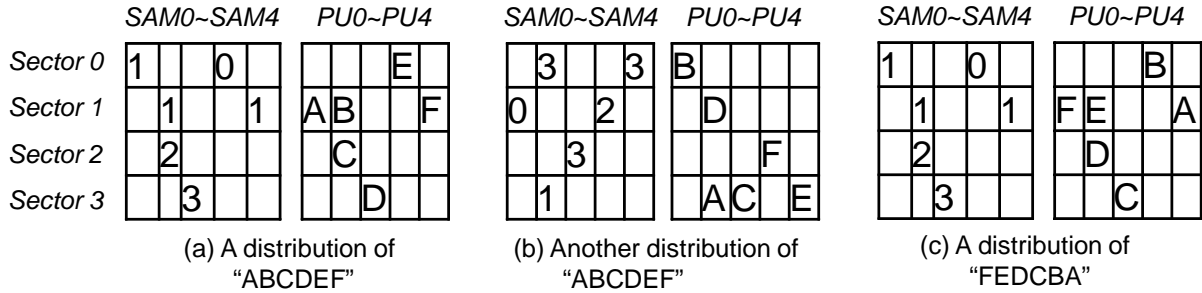 SAM0~SAM4 PU0~PU4 SAM0~SAM4 PU0~PU4 SAM0~SAM4 PU0~PU4
Sector 0 1 0 E 3 3 B 1 0 B
Sector 1 1 1 A B F 0 2 D 1 1 F E A
Sector 2 2 C 3 F 2 D
Sector 3 3 D 1 A C E 3 C
(a) A distribution of (b) Another distribution of (c) A distribution of
“ABCDEF” “ABCDEF” “FEDCBA”